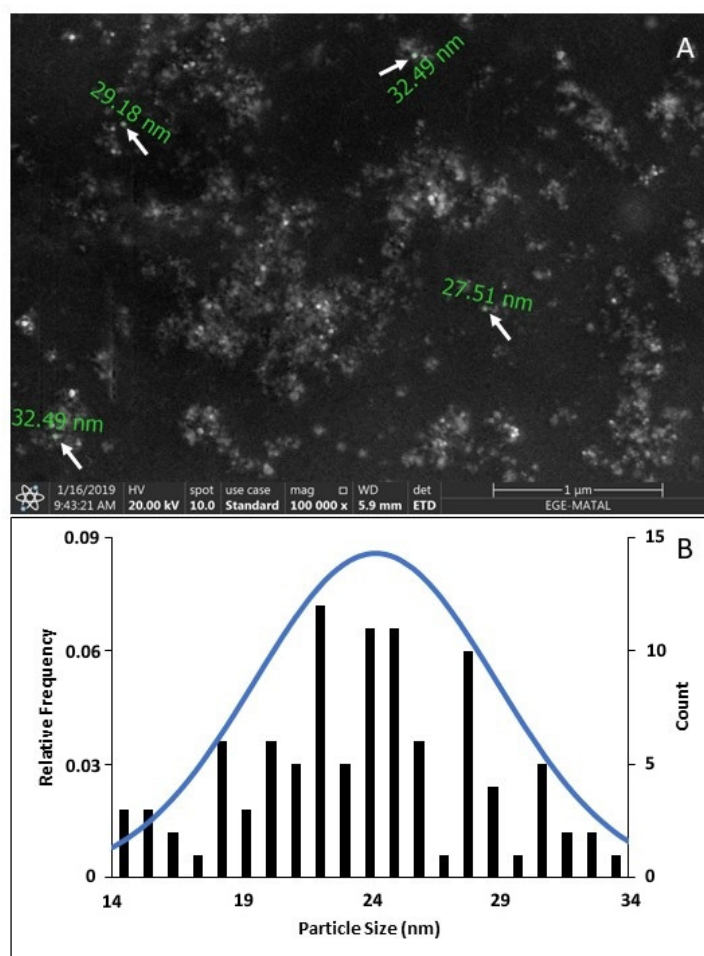 A
32.49 nm
29.18 nm
27.51 nm
32.49 nm
1/16/2019 HV spot use case mag □ WD det 1 µm
9:43:21 AM 20.00 kV 10.0 Standard 100 000 x 5.9 mm ETD EGE-MATAL
B
0.09 15
0.06 10
0.03 5
0 0
Relative Frequency
Count
14 19 24 29 34
Particle Size (nm)